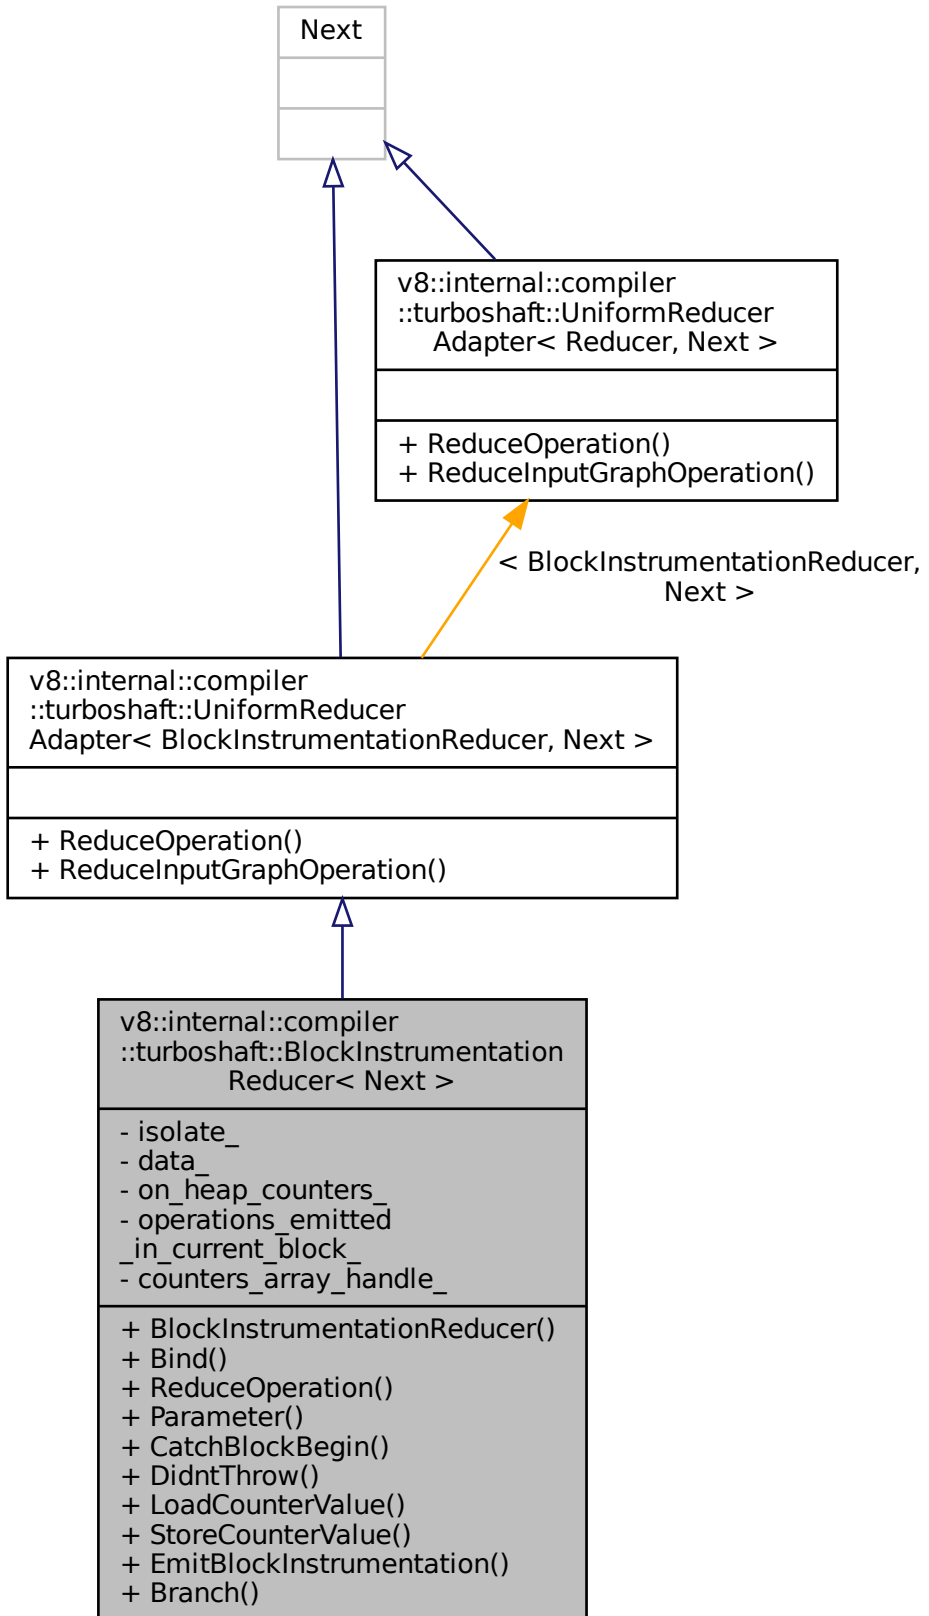 Next
v8::internal::compiler
::turboshaft::UniformReducer
Adapter< Reducer, Next >
+ ReduceOperation()
+ ReduceInputGraphOperation()
< BlockInstrumentationReducer,
Next >
v8::internal::compiler
::turboshaft::UniformReducer
Adapter< BlockInstrumentationReducer, Next >
+ ReduceOperation()
+ ReduceInputGraphOperation()
v8::internal::compiler
::turboshaft::BlockInstrumentation
Reducer< Next >
- isolate_
- data_
- on_heap_counters_
- operations_emitted
_in_current_block_
- counters_array_handle_
+ BlockInstrumentationReducer()
+ Bind()
+ ReduceOperation()
+ Parameter()
+ CatchBlockBegin()
+ DidntThrow()
+ LoadCounterValue()
+ StoreCounterValue()
+ EmitBlockInstrumentation()
+ Branch()